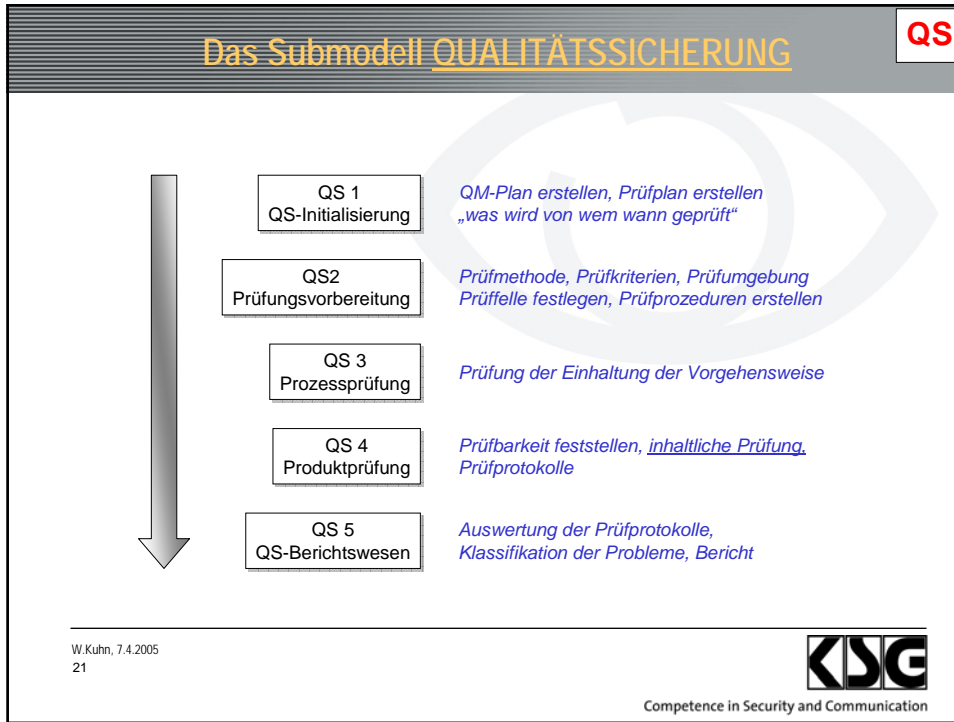 Das Submodell QUALITÄTSSICHERUNG
QS
QS 1
QS-Initialisierung
QM-Plan erstellen, Prüfplan erstellen
„was wird von wem wann geprüft“
QS2
Prüfungsvorbereitung
Prüfmethode, Prüfkriterien, Prüfumgebung
Prüffelle festlegen, Prüfprozeduren erstellen
QS 3
Prozessprüfung
Prüfung der Einhaltung der Vorgehensweise
QS 4
Produktprüfung
Prüfbarkeit feststellen, inhaltliche Prüfung,
Prüfprotokolle
QS 5
QS-Berichtswesen
Auswertung der Prüfprotokolle,
Klassifikation der Probleme, Bericht
W.Kuhn, 7.4.2005
21
KSG
Competence in Security and Communication